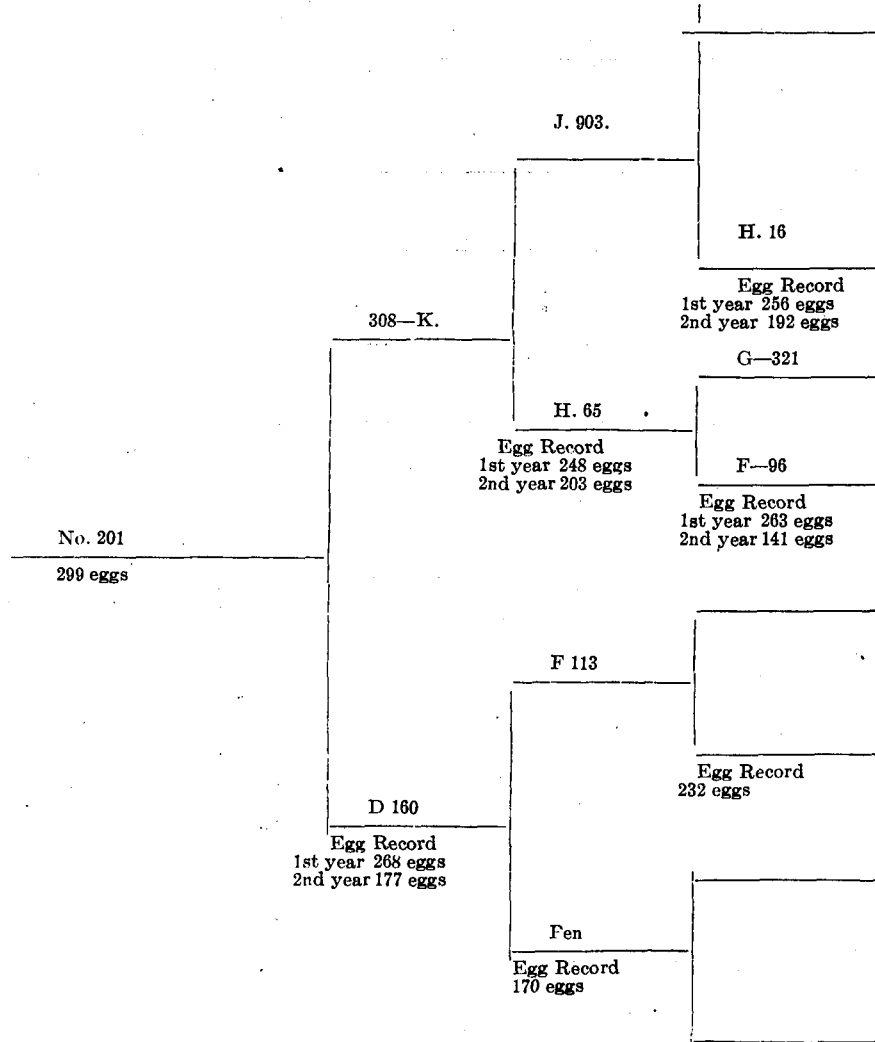 J. 903.
H. 16
Egg Record
1st year 256 eggs
2nd year 192 eggs
308—K.
G—321
H. 65
Egg Record
1st year 248 eggs
2nd year 203 eggs
F—96
Egg Record
1st year 263 eggs
2nd year 141 eggs
No. 201
299 eggs
F 113
Egg Record
232 eggs
D 160
Egg Record
1st year 268 eggs
2nd year 177 eggs
Fen
Egg Record
170 eggs